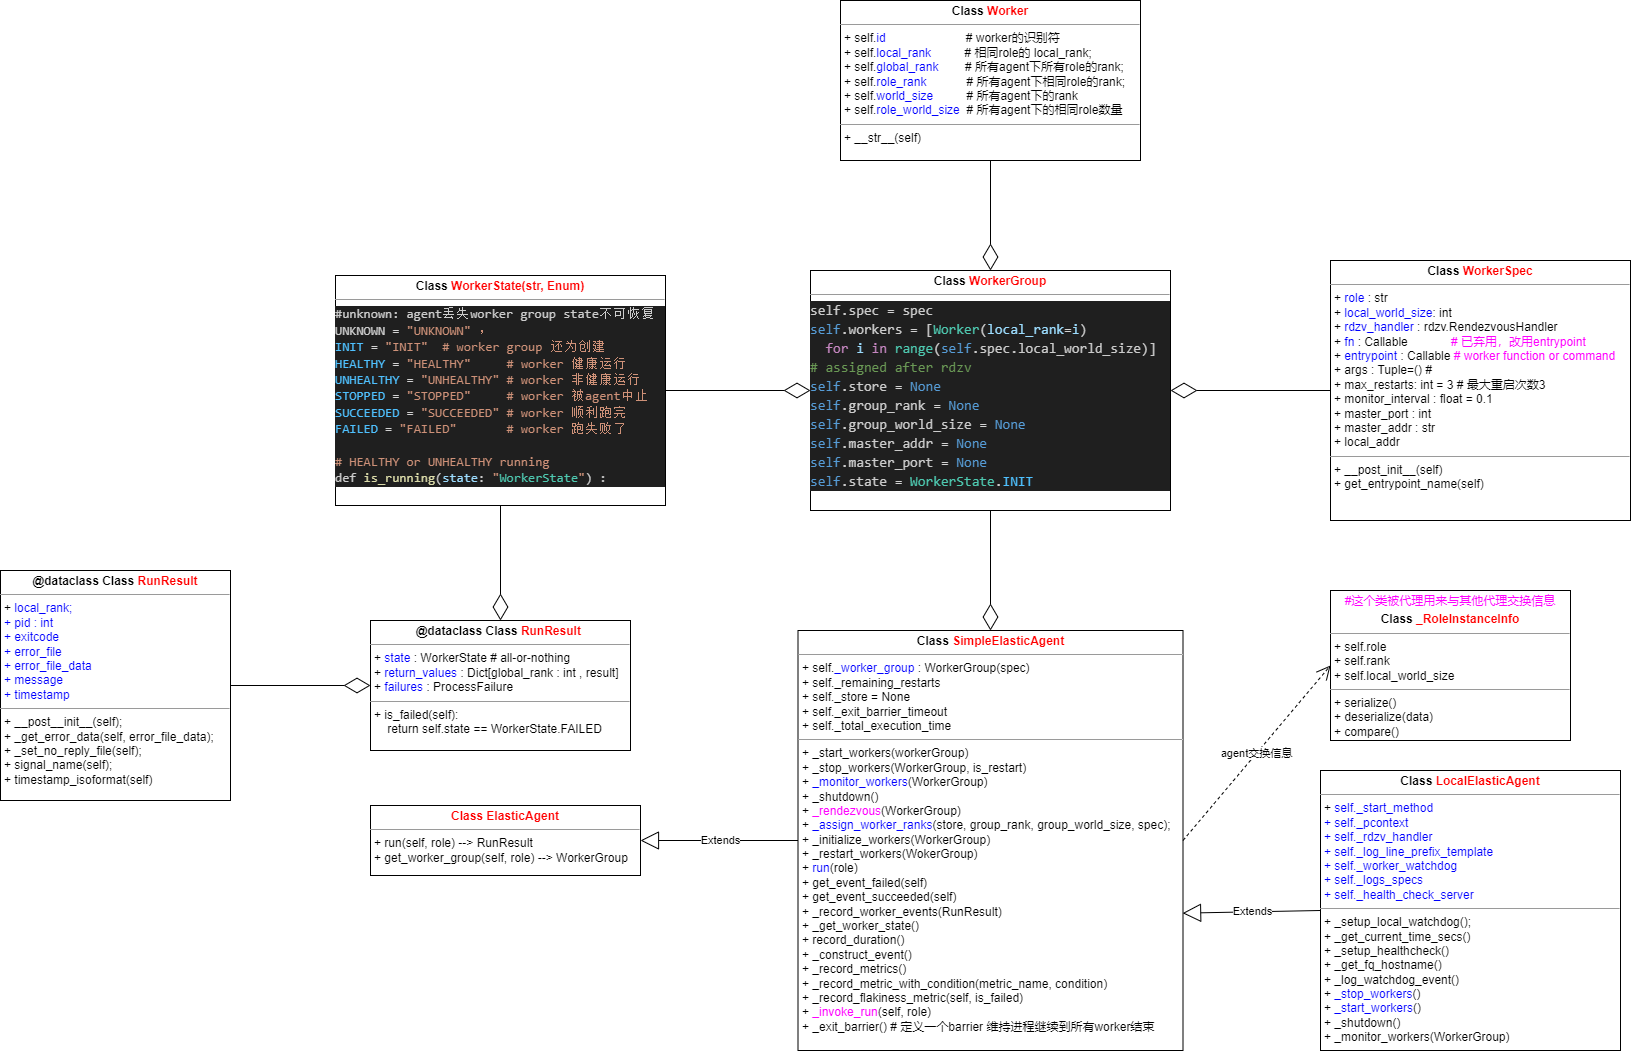 Class Worker
+ self.id # worker的识别符
+ self.local_rank # 相同role的 local_rank;
+ self.global_rank # 所有agent下所有role的rank;
+ self.role_rank # 所有agent下相同role的rank;
+ self.world_size # 所有agent下的rank
+ self.role_world_size # 所有agent下的相同role数量
+ __str__(self)
Class WorkerState(str, Enum)
#unknown: agent丢失worker group state不可恢复
UNKNOWN = "UNKNOWN" ，
INIT = "INIT" # worker group 还为创建
HEALTHY = "HEALTHY" # worker 健康运行
UNHEALTHY = "UNHEALTHY" # worker 非健康运行
STOPPED = "STOPPED" # worker 被agent中止
SUCCEEDED = "SUCCEEDED" # worker 顺利跑完
FAILED = "FAILED" # worker 跑失败了
# HEALTHY or UNHEALTHY running
def is_running(state: "WorkerState") :
Class WorkerGroup
self.spec = spec
self.workers = [Worker(local_rank=i)
for i in range(self.spec.local_world_size)]
# assigned after rdzv
self.store = None
self.group_rank = None
self.group_world_size = None
self.master_addr = None
self.master_port = None
self.state = WorkerState.INIT
Class WorkerSpec
+ role : str
+ local_world_size: int
+ rdzv_handler : rdzv.RendezvousHandler
+ fn : Callable # 已弃用，改用entrypoint
+ entrypoint : Callable # worker function or command
+ args : Tuple=() #
+ max_restarts: int = 3 # 最大重启次数3
+ monitor_interval : float = 0.1
+ master_port : int
+ master_addr : str
+ local_addr
+ __post_init__(self)
+ get_entrypoint_name(self)
@dataclass Class RunResult
+ local_rank;
+ pid : int
+ exitcode
+ error_file
+ error_file_data
+ message
+ timestamp
+ __post__init__(self);
+ _get_error_data(self, error_file_data);
+ _set_no_reply_file(self);
+ signal_name(self);
+ timestamp_isoformat(self)
@dataclass Class RunResult
+ state : WorkerState # all-or-nothing
+ return_values : Dict[global_rank : int , result]
+ failures : ProcessFailure
+ is_failed(self):
return self.state == WorkerState.FAILED
Class ElasticAgent
+ run(self, role) --> RunResult
+ get_worker_group(self, role) --> WorkerGroup
Extends
Class SimpleElasticAgent
+ self._worker_group : WorkerGroup(spec)
+ self._remaining_restarts
+ self._store = None
+ self._exit_barrier_timeout
+ self._total_execution_time
+ _start_workers(workerGroup)
+ _stop_workers(WorkerGroup, is_restart)
+ _monitor_workers(WorkerGroup)
+ _shutdown()
+ _rendezvous(WorkerGroup)
+ _assign_worker_ranks(store, group_rank, group_world_size, spec);
+ _initialize_workers(WorkerGroup)
+ _restart_workers(WokerGroup)
+ run(role)
+ get_event_failed(self)
+ get_event_succeeded(self)
+ _record_worker_events(RunResult)
+ _get_worker_state()
+ record_duration()
+ _construct_event()
+ _record_metrics()
+ _record_metric_with_condition(metric_name, condition)
+ _record_flakiness_metric(self, is_failed)
+ _invoke_run(self, role)
+ _exit_barrier() # 定义一个barrier 维持进程继续到所有worker结束
agent交换信息
#这个类被代理用来与其他代理交换信息
Class _RoleInstanceInfo
+ self.role
+ self.rank
+ self.local_world_size
+ serialize()
+ deserialize(data)
+ compare()
Extends
Class LocalElasticAgent
+ self._start_method
+ self._pcontext
+ self._rdzv_handler
+ self._log_line_prefix_template
+ self._worker_watchdog
+ self._logs_specs
+ self._health_check_server
+ _setup_local_watchdog();
+ _get_current_time_secs()
+ _setup_healthcheck()
+ _get_fq_hostname()
+ _log_watchdog_event()
+ _stop_workers()
+ _start_workers()
+ _shutdown()
+ _monitor_workers(WorkerGroup)